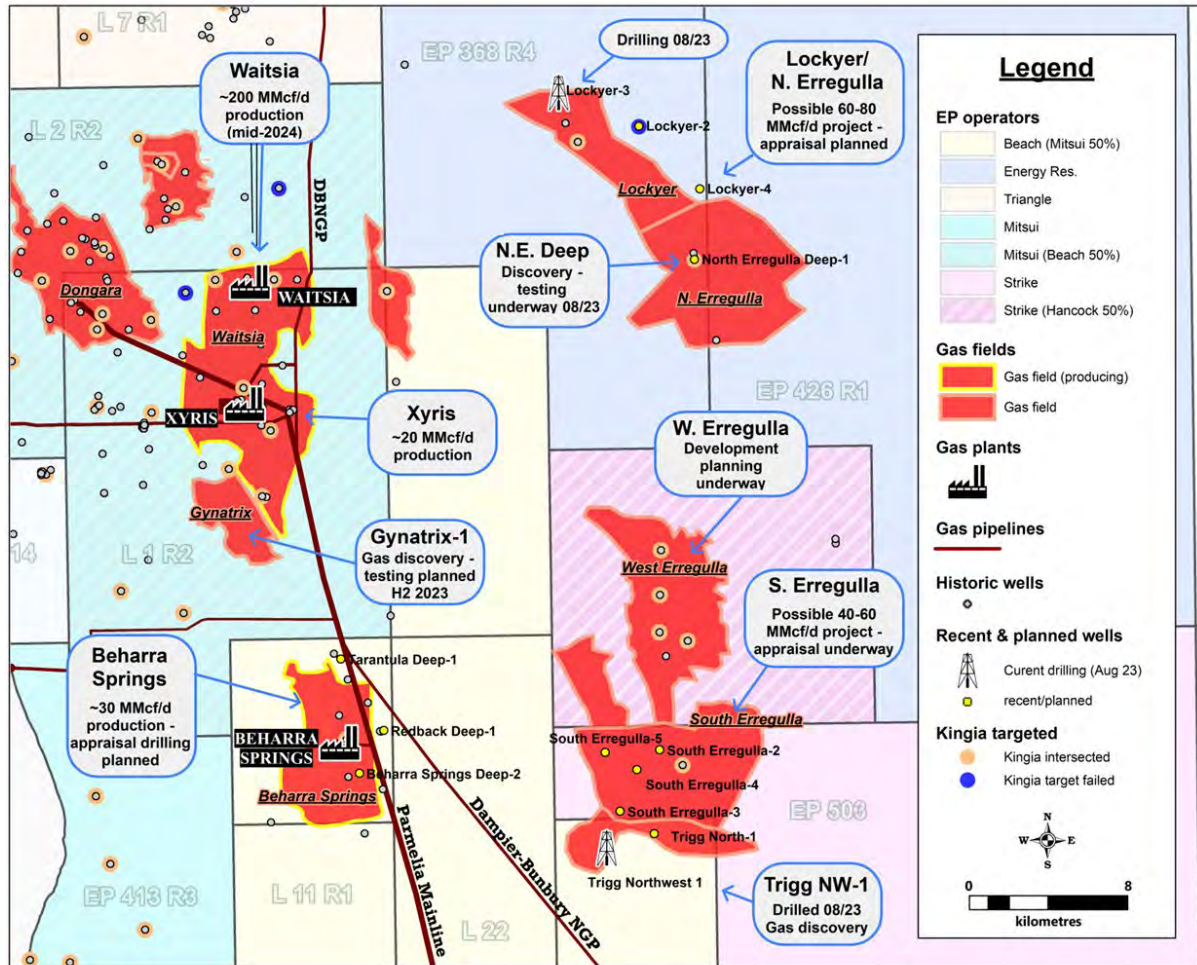 L 7 R1
EP 368 R4
Waitsia
~200 MMcf/d
production
(mid-2024)
Drilling 08/23
Lockyer/
N. Erregulla
Possible 60-80
MMcf/d project -
appraisal planned
L 2 R2
DBNGP
Lockyer-3
Lockyer-2
Lockyer
Lockyer-4
N.E. Deep
Discovery -
testing
underway 08/23
North Erregulla Deep-1
N. Erregulla
Dongara
WAITSIA
Waitsia
EP 426 R1
XYRIS
Xyris
~20 MMcf/d
production
W. Erregulla
Development
planning
underway
Gynatrix
14
L 1 R2
Gynatrix-1
Gas discovery -
testing planned
H2 2023
West Erregulla
S. Erregulla
Possible 40-60
MMcf/d project -
appraisal underway
Beharra
Springs
~30 MMcf/d
production -
appraisal drilling
planned
Tarantula Deep-1
Redback Deep-1
BEHARRA
SPRINGS
Beharra Springs Deep-2
Beharra Springs
South Erregulla
South Erregulla-5
South Erregulla-2
South Erregulla-4
South Erregulla-3
EP 503
Trigg North-1
Trigg Northwest 1
Trigg NW-1
Drilled 08/23
Gas discovery
Parmelia Mainline
Dampier-Bunbury NGP
EP 413 R3
L 11 R1
L 22
Legend
EP operators
Beach (Mitsui 50%)
Energy Res.
Triangle
Mitsui
Mitsui (Beach 50%)
Strike
Strike (Hancock 50%)
Gas fields
Gas field (producing)
Gas field
Gas plants
Gas pipelines
Historic wells
Recent & planned wells
Curent drilling (Aug 23)
recent/planned
Kingia targeted
Kingia intersected
Kingia target failed
N
W
E
S
0
8
kilometres